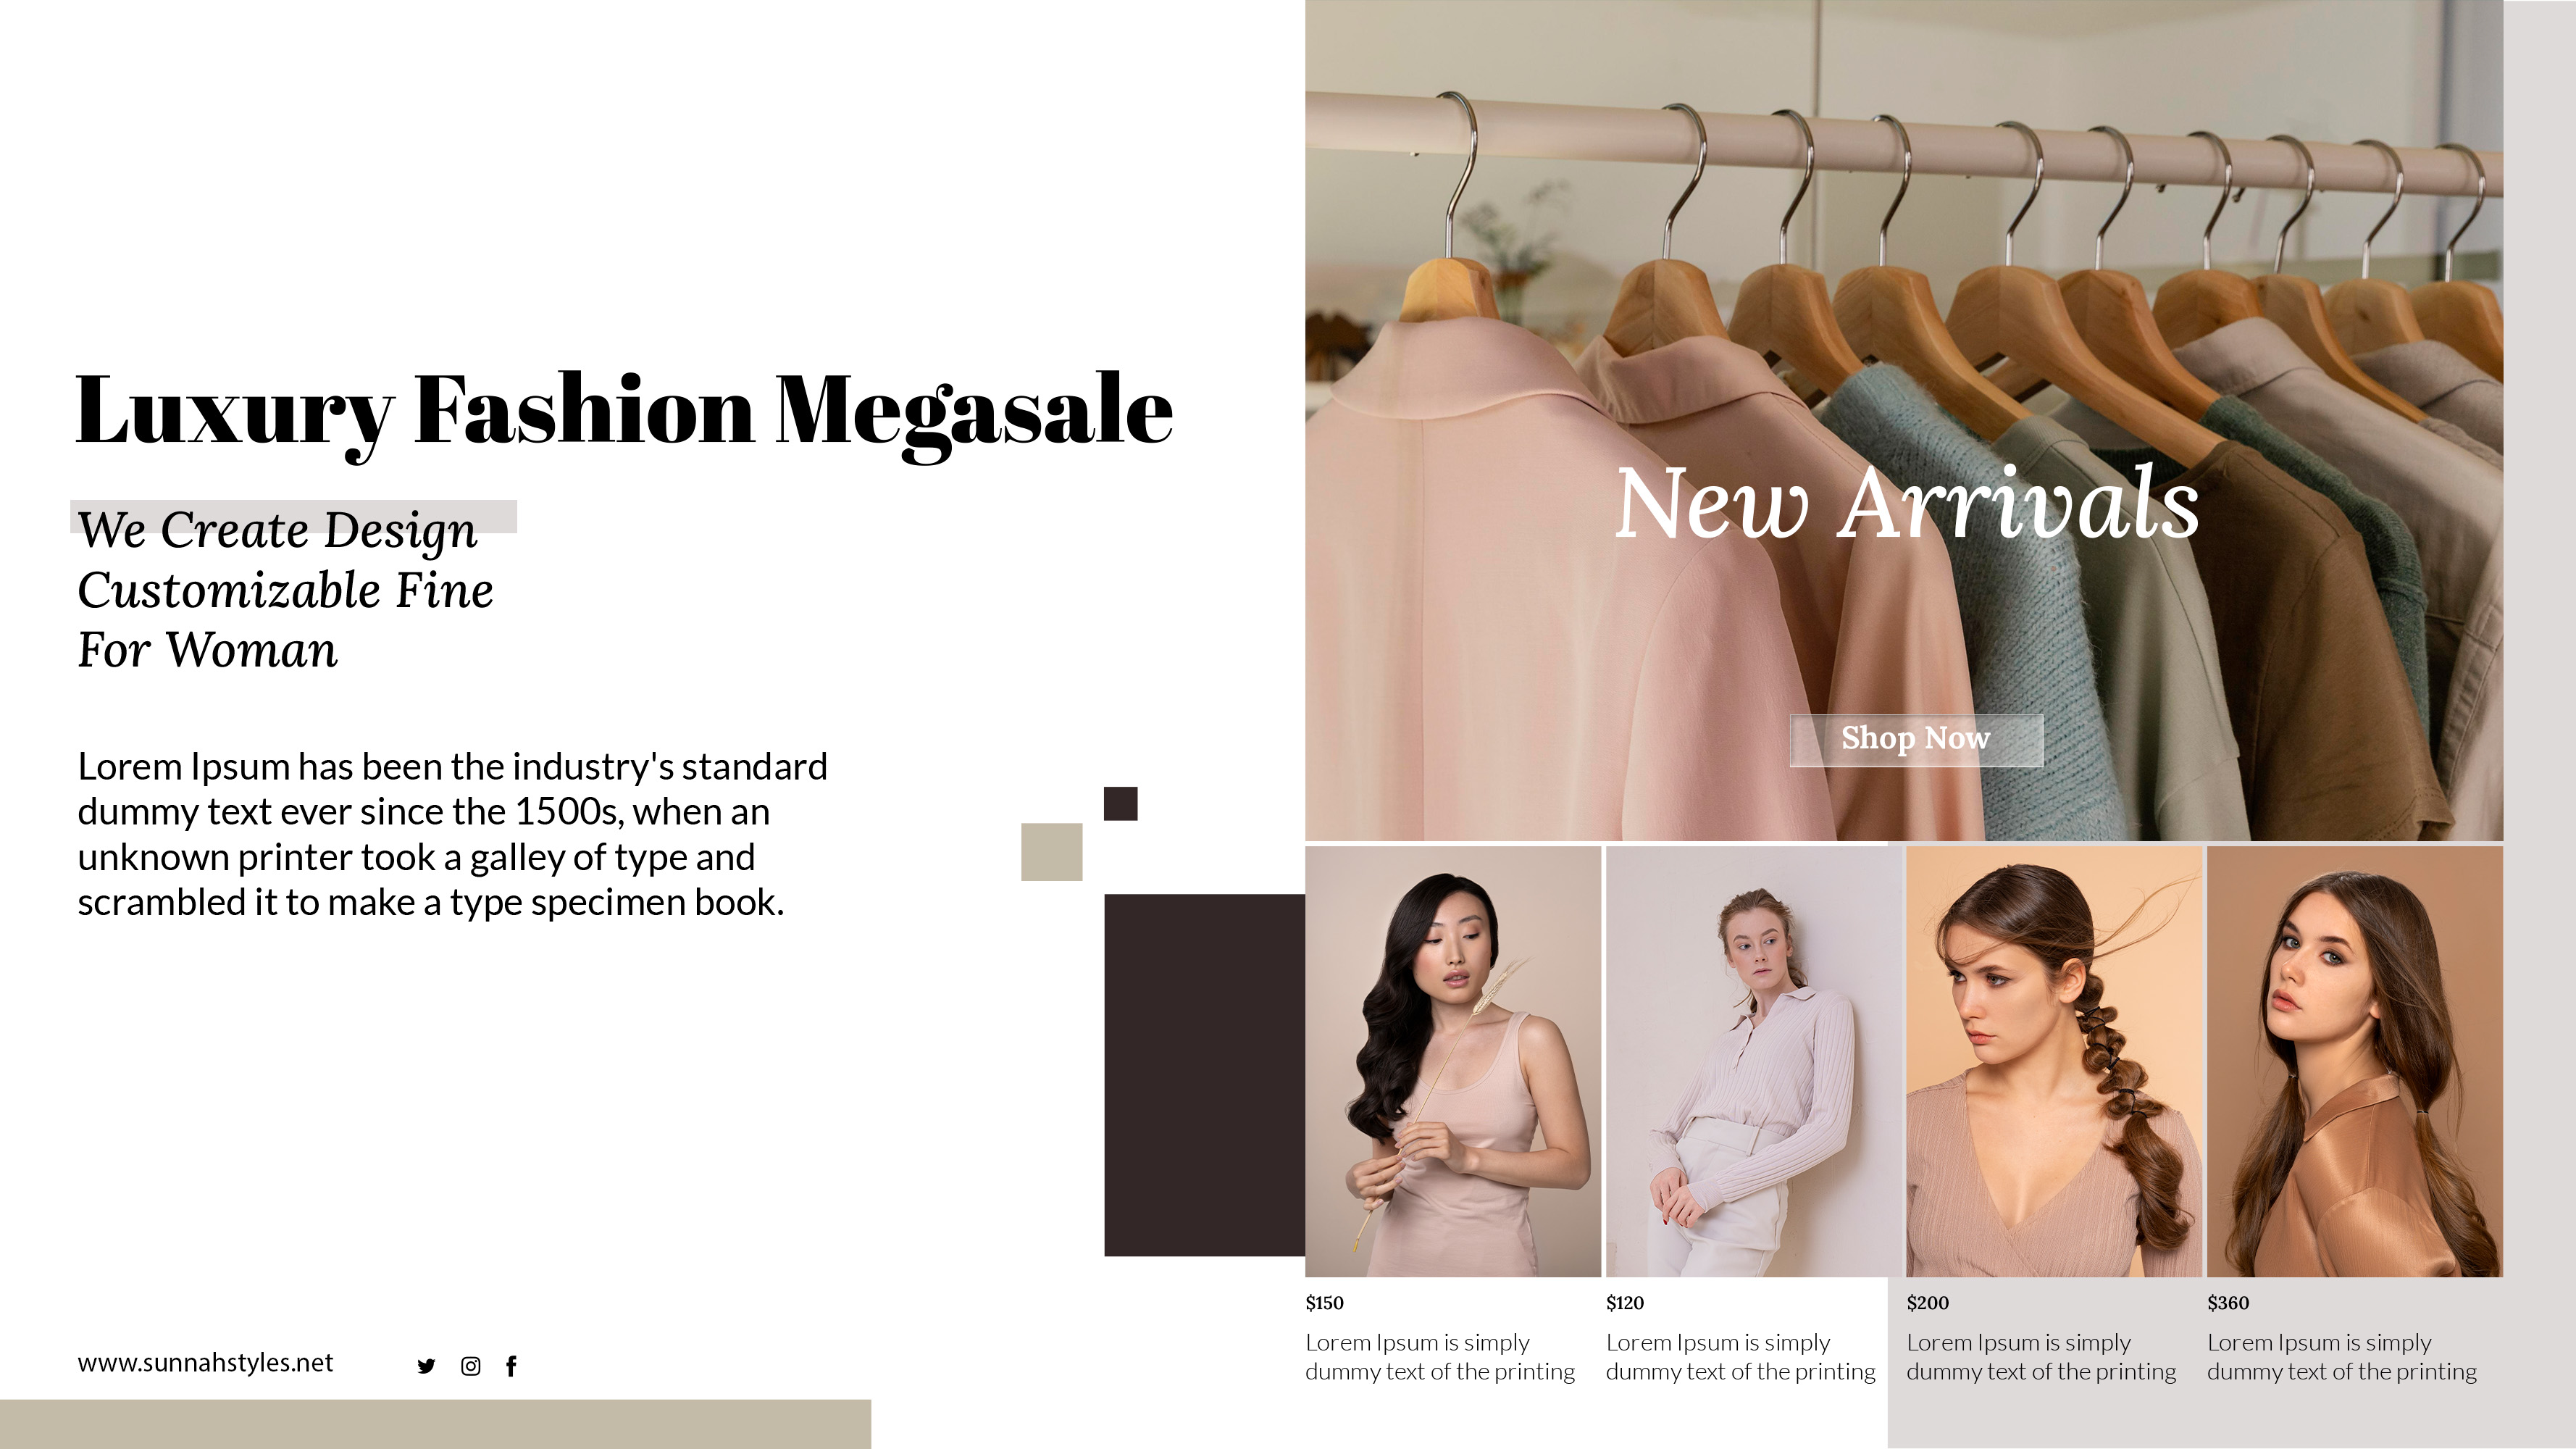 Luxury Fashion Megasale
We Create Design
Customizable Fine
For Woman
Lorem Ipsum has been the industry's standard
dummy text ever since the 1500s, when an
unknown printer took a galley of type and
scrambled it to make a type specimen book.
www.sunnahstyles.net
New Arrivals
Shop Now
$150
Lorem Ipsum is simply
dummy text of the printing
$120
Lorem Ipsum is simply
dummy text of the printing
$200
Lorem Ipsum is simply
dummy text of the printing
$360
Lorem Ipsum is simply
dummy text of the printing